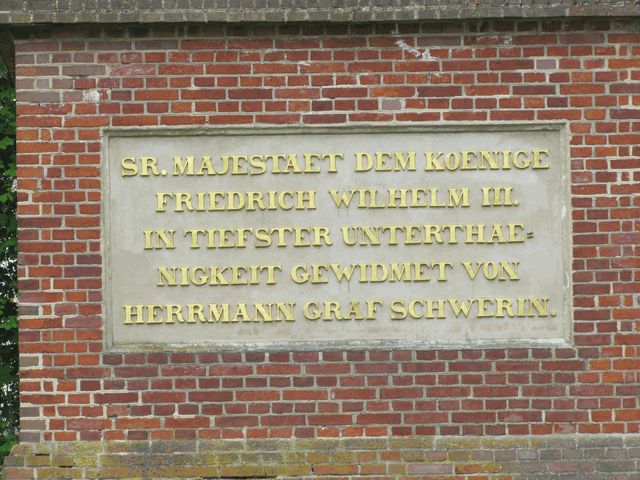 SR. MAJESTAET DEM KOENIGE
FRIEDRICH WILHELM III.
IN TIEFSTER UNTERTHAE=
NIGKEIT GEWIDMET VON
HERRMANN GRAF SCHWERIN.